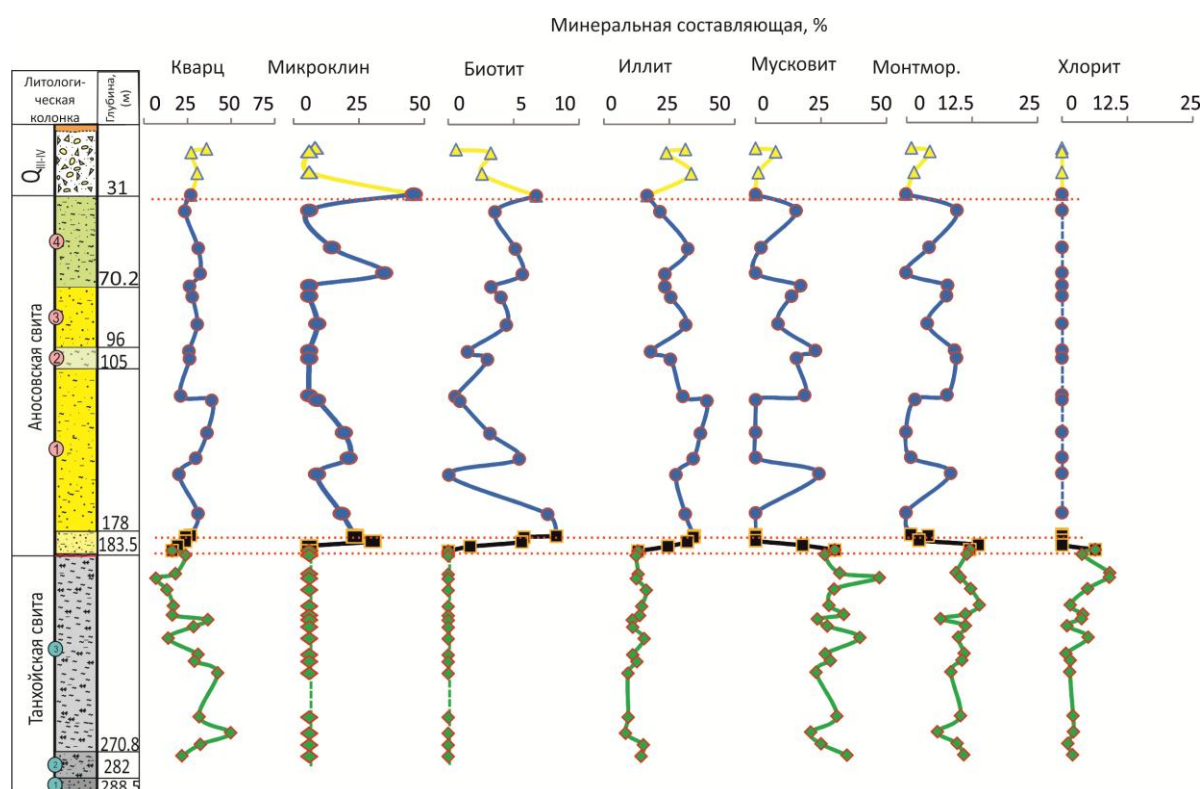 Минеральная составляющая, %
Литологи-
ческая
колонка
Глубина,
(м)
Кварц
Микроклин
Биотит
Иллит
Мусковит
Монтмор.
Хлорит
0 25 50 75
0 25 50
0 5 10
0 25 50
0 25 50
0 12.5 25
0 12.5 25
QIII-IV
31
Аносовская свита
4
70.2
3
96
2
105
1
178
183.5
Танхойская свита
3
270.8
2
282
1
288.5